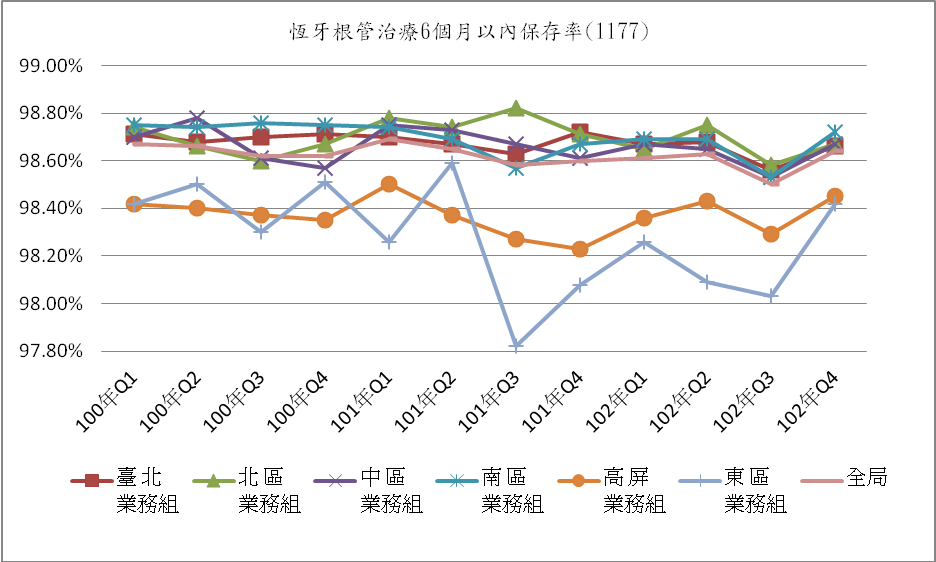 恆牙根管治療6個月以內保存率(1177)
99.00%
98.80%
98.60%
98.40%
98.20%
98.00%
97.80%
100年Q1
100年Q2
100年Q3
100年Q4
101年Q1
101年Q2
101年Q3
101年Q4
102年Q1
102年Q2
102年Q3
102年Q4
臺北
業務組
北區
業務組
中區
業務組
南區
業務組
高屏
業務組
東區
業務組
全局